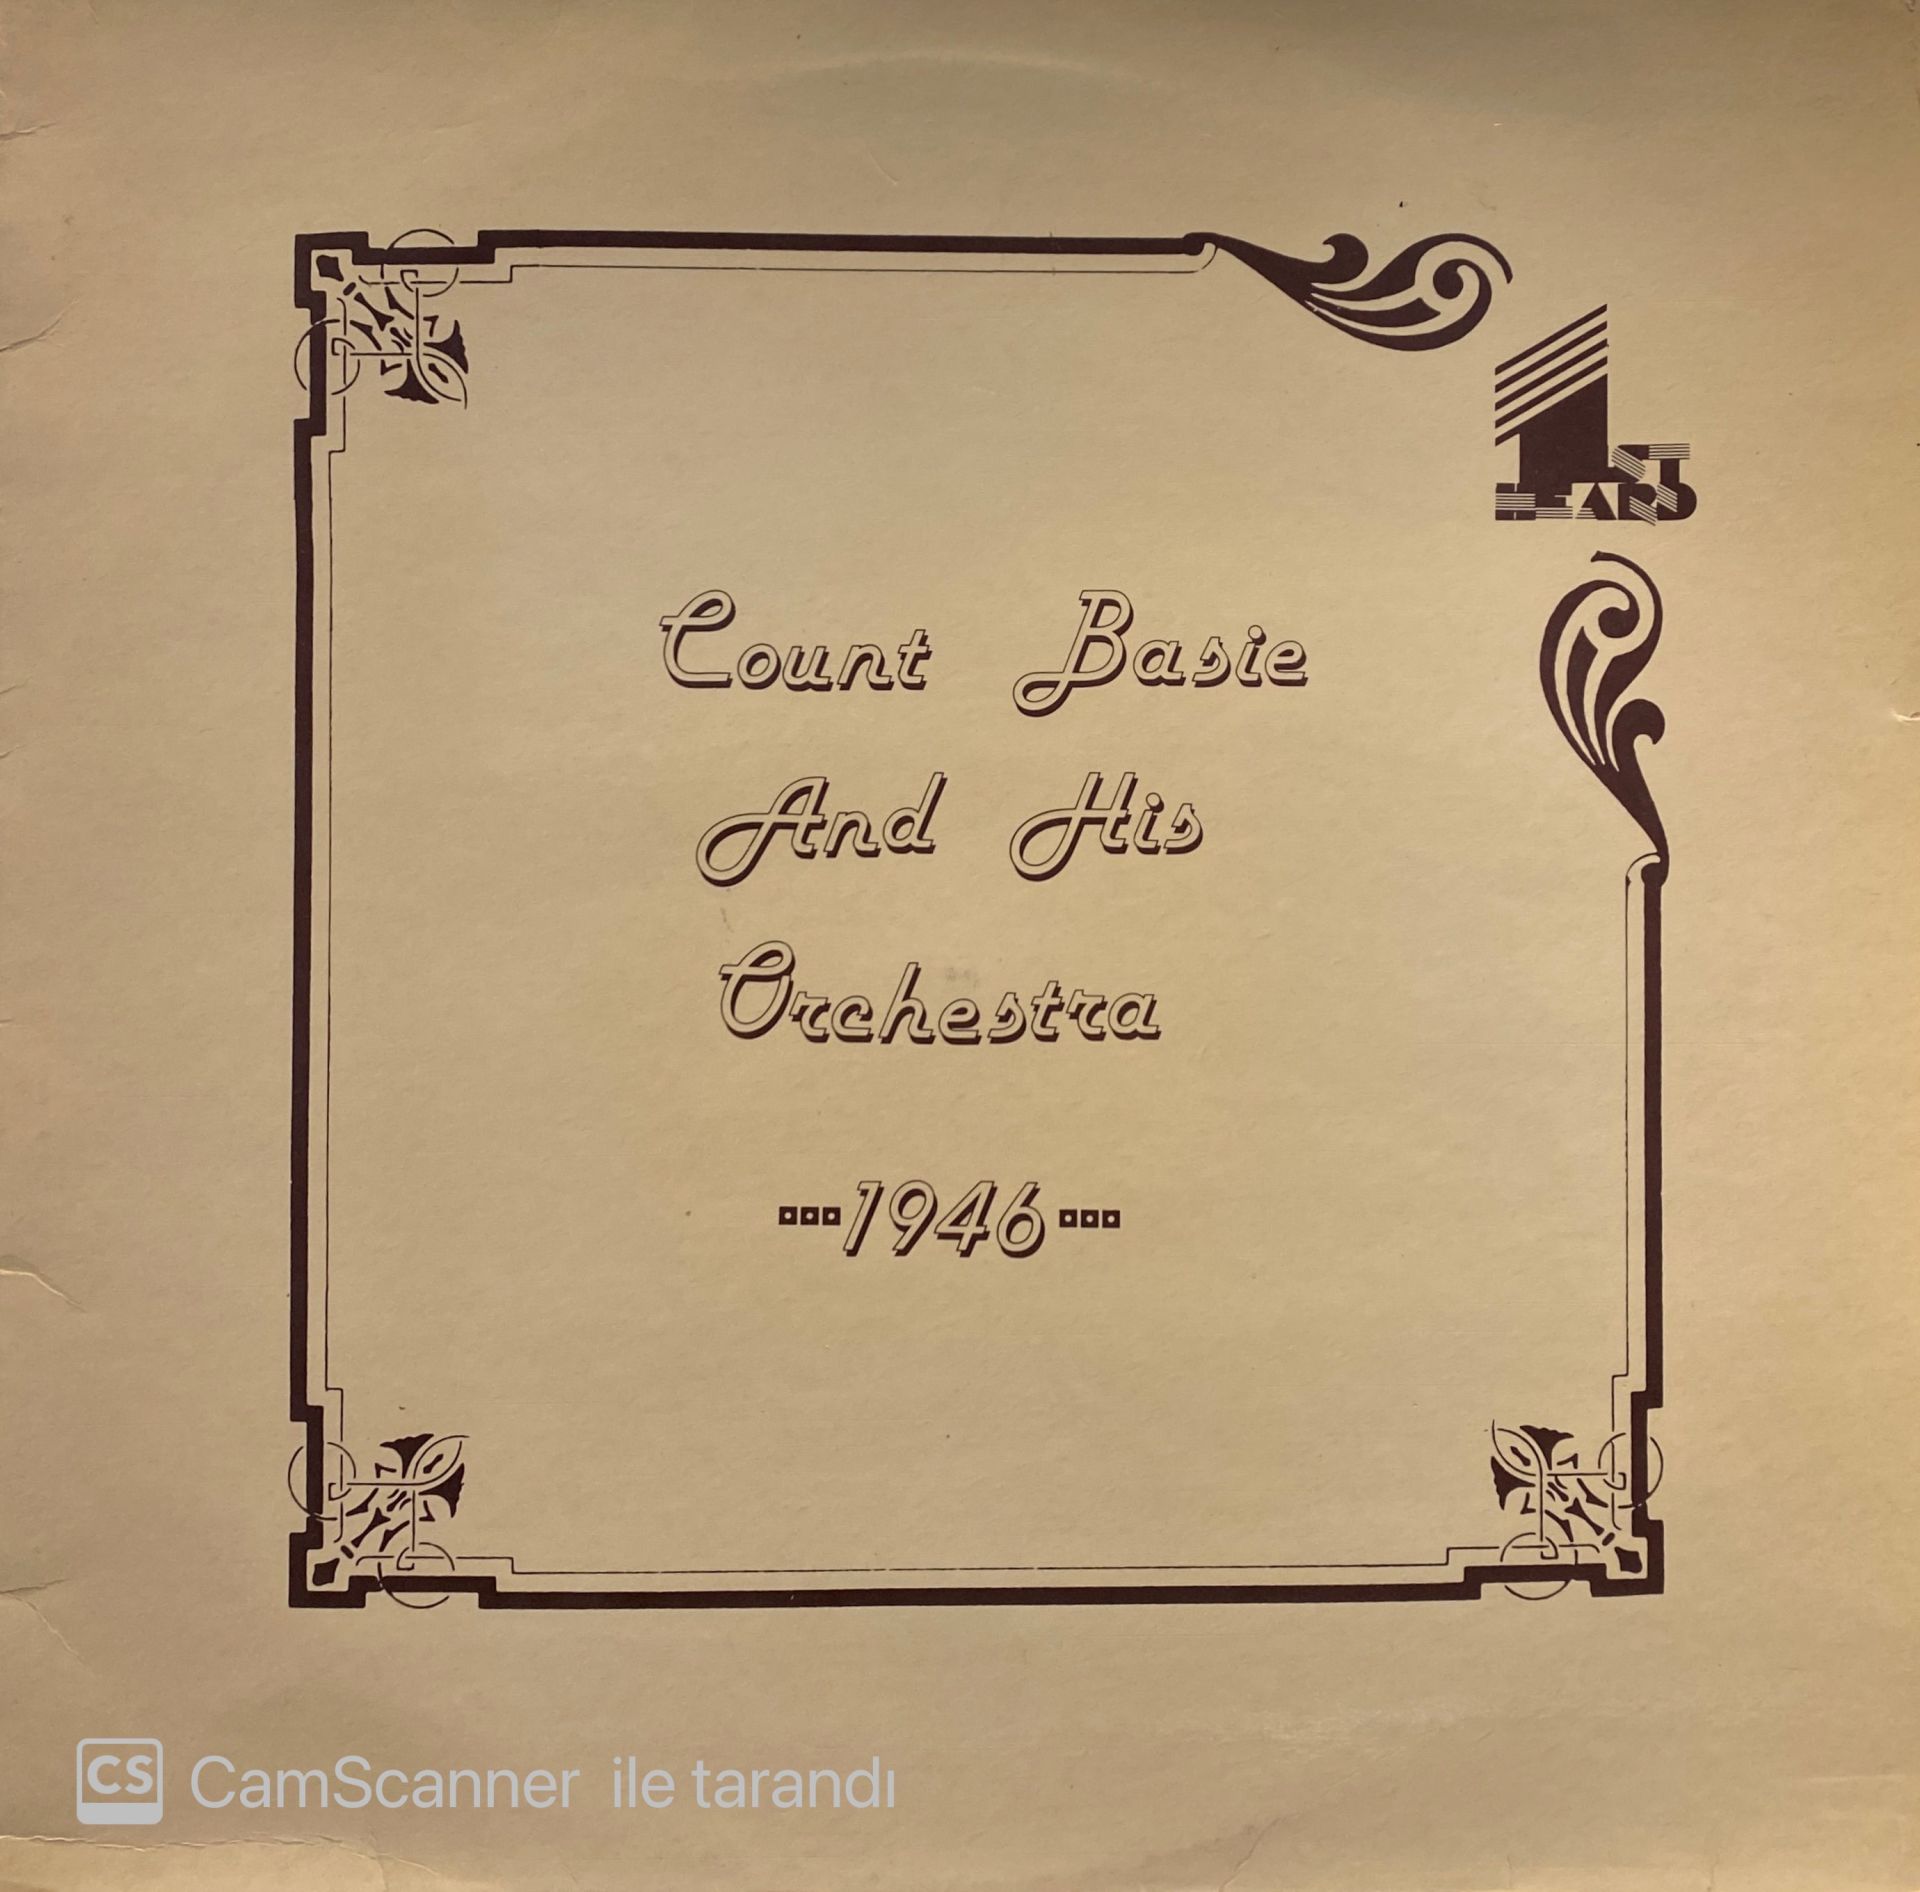 1ST
HEARD
Count Basie
And His
Orchestra
1946
CS CamScanner ile tarandı